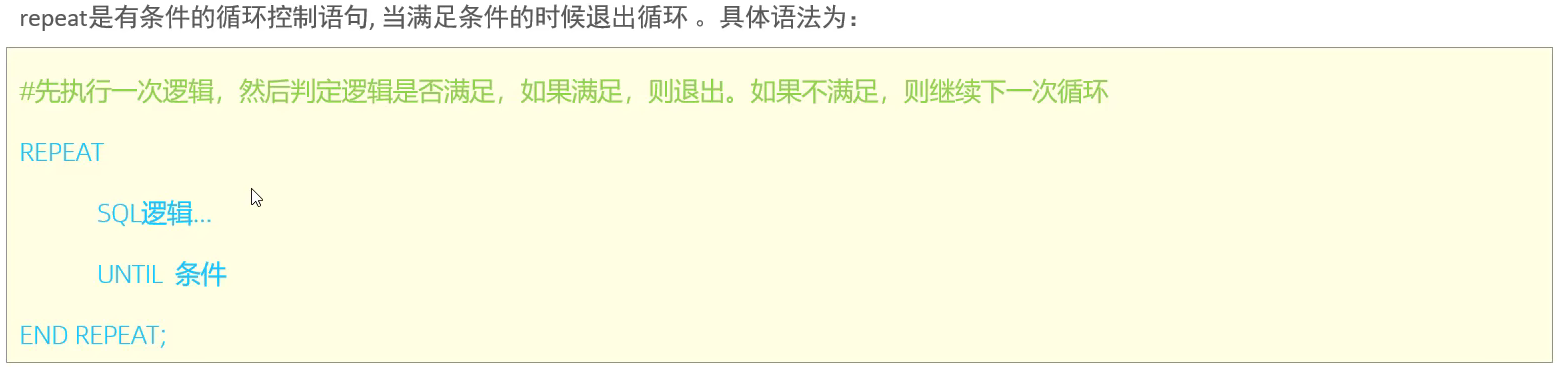 repeat是有条件的循环控制语句, 当满足条件的时候退出循环 。具体语法为：
#先执行一次逻辑，然后判定逻辑是否满足，如果满足，则退出。如果不满足，则继续下一次循环
REPEAT
SQL逻辑...
UNTIL 条件
END REPEAT;